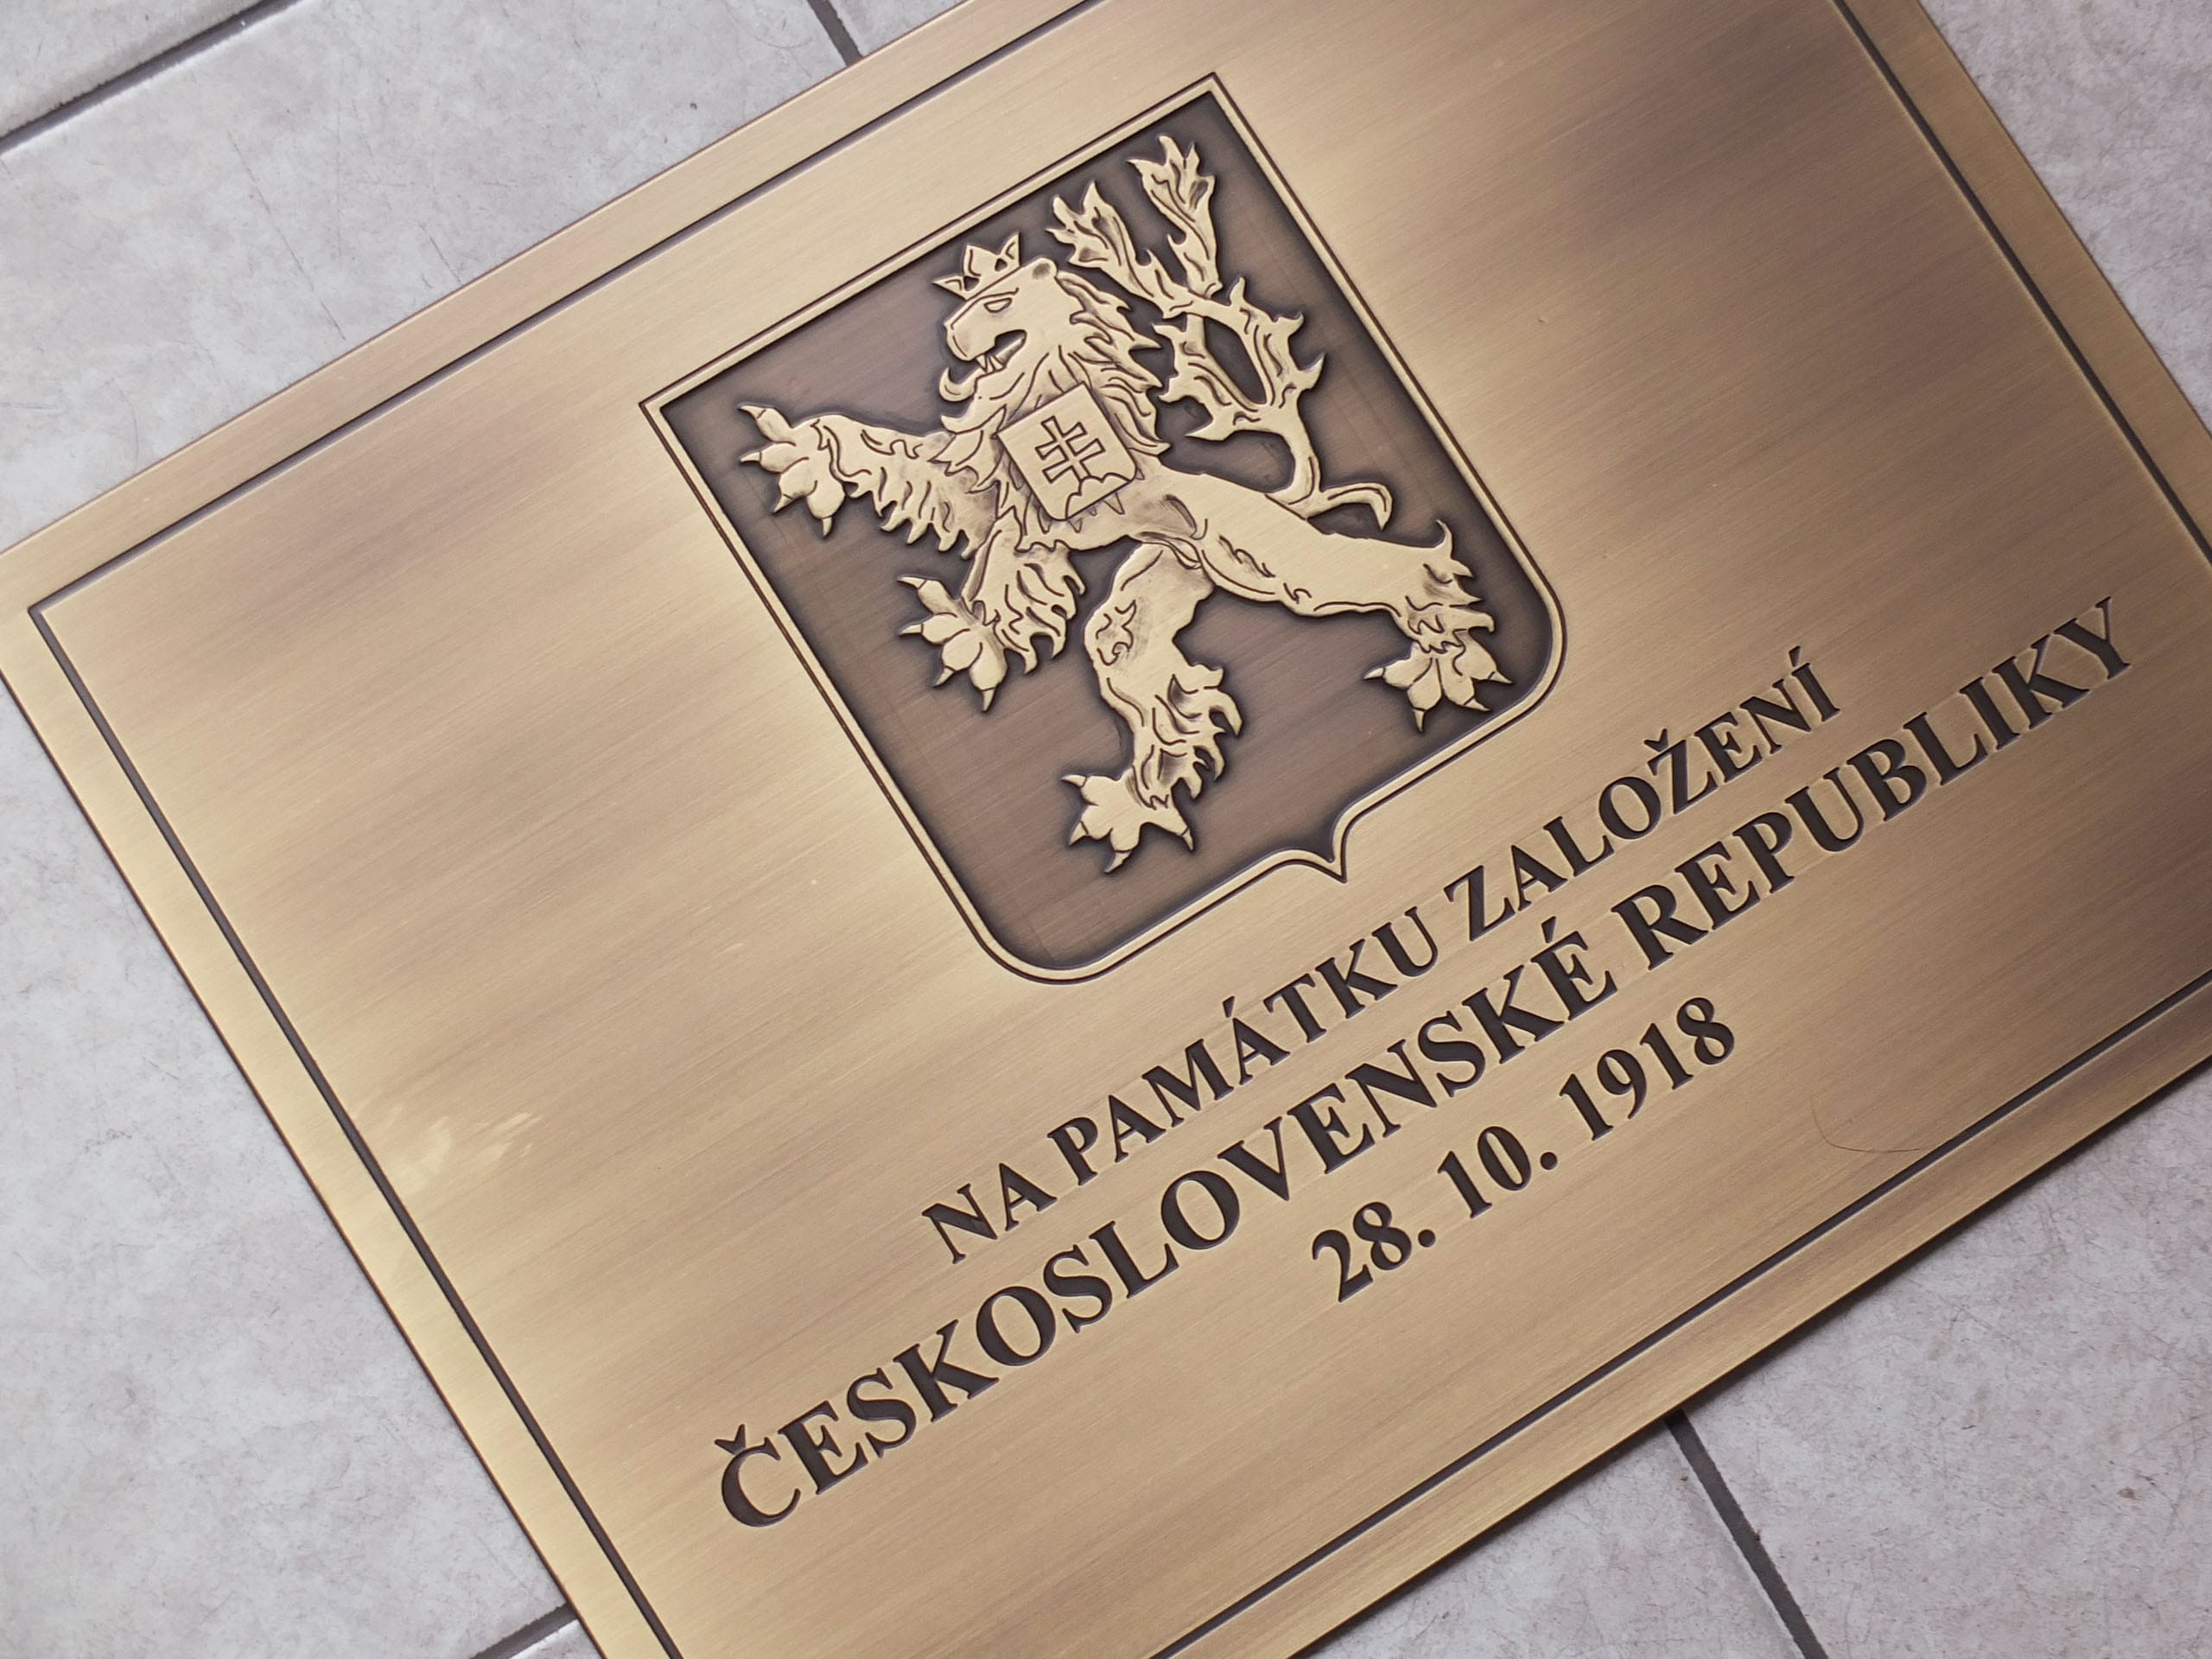 NA PAMÁTKU ZALOŽENÍ
ČESKOSLOVENSKÉ REPUBLIKY
28. 10. 1918